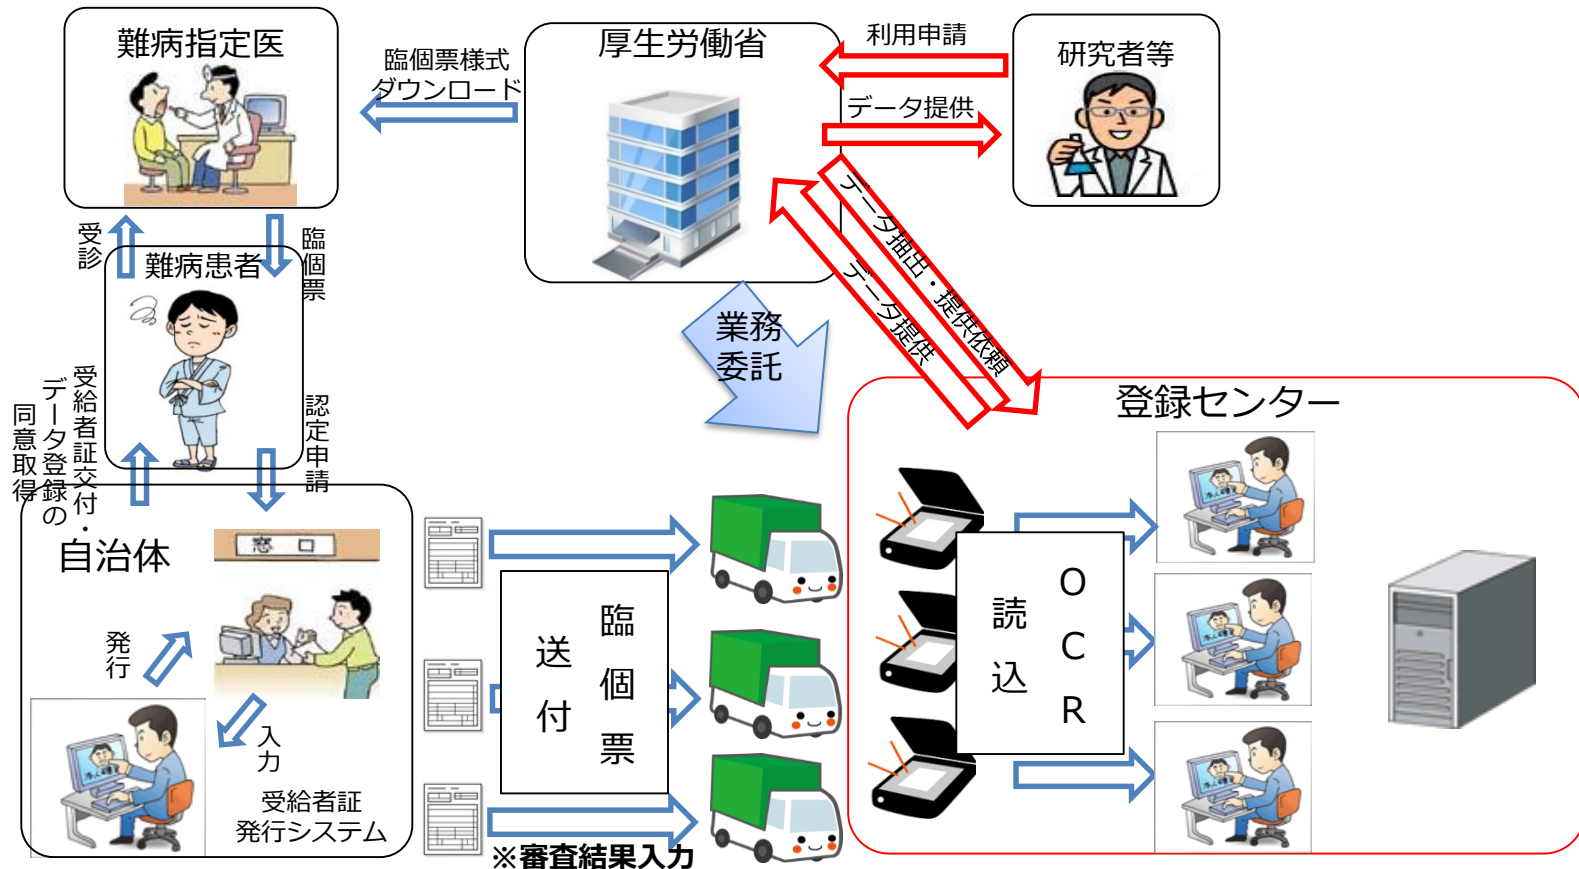 難病指定医
臨個票様式
ダウンロード
厚生労働省
利用申請
データ提供
研究者等
受診
臨個票
難病患者
データ抽出・提供依頼
データ提供
業務
委託
受給者証交付・
データ登録の
同意取得
認定申請
登録センター
自治体
窓口
発行
入力
受給者証
発行システム
臨個票
送付
※審査結果入力
OCR
読込